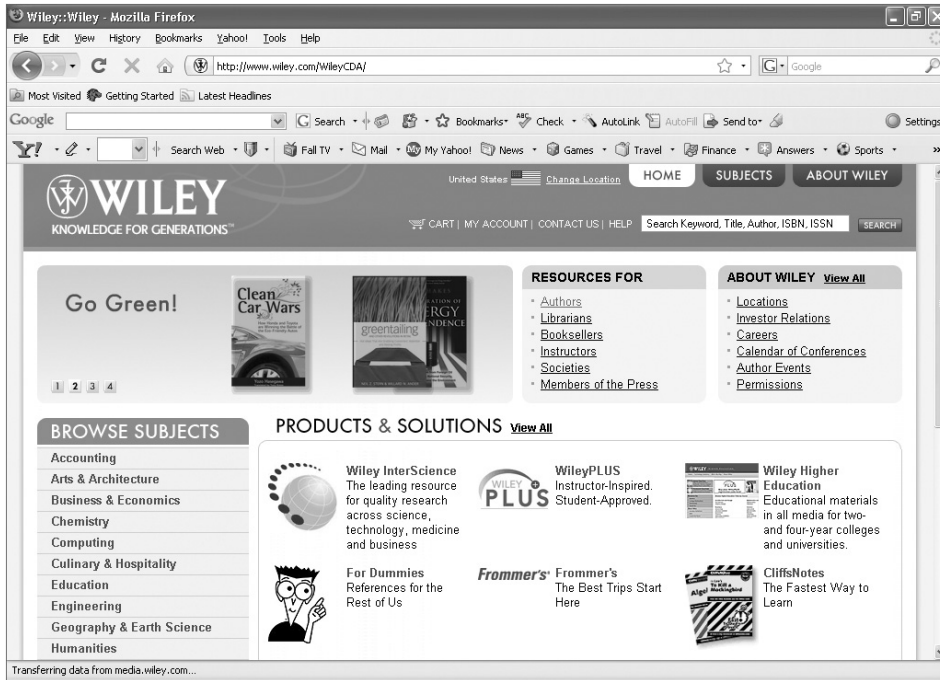 Wiley::Wiley - Mozilla Firefox
File Edit View History Bookmarks Yahoo! Tools Help
http://www.wiley.com/WileyCDA/
G Google
Most Visited Getting Started Latest Headlines
Google G Search Bookmarks ABC Check AutoLink AutoFill Send to Settings
Y! Search Web Fall TV Mail My Yahoo! News Games Travel Finance Answers Sports »
United States Change Location HOME SUBJECTS ABOUT WILEY
WILEY
KNOWLEDGE FOR GENERATIONS™
CART | MY ACCOUNT | CONTACT US | HELP Search Keyword, Title, Author, ISBN, ISSN SEARCH
Go Green!
Clean
Car Wars
greentailing
1 2 3 4
RESOURCES FOR
Authors
Librarians
Booksellers
Instructors
Societies
Members of the Press
ABOUT WILEY View All
Locations
Investor Relations
Careers
Calendar of Conferences
Author Events
Permissions
BROWSE SUBJECTS
Accounting
Arts & Architecture
Business & Economics
Chemistry
Computing
Culinary & Hospitality
Education
Engineering
Geography & Earth Science
Humanities
PRODUCTS & SOLUTIONS View All
Wiley InterScience
The leading resource
for quality research
across science,
technology, medicine
and business
WILEY
PLUS
WileyPLUS
Instructor-Inspired.
Student-Approved.
Wiley Higher
Education
Educational materials
in all media for two-
and four-year colleges
and universities.
For Dummies
References for the
Rest of Us
Frommer's
Frommer's
The Best Trips Start
Here
To Kill a
Mockingbird
CliffsNotes
The Fastest Way to
Learn
Transferring data from media.wiley.com...